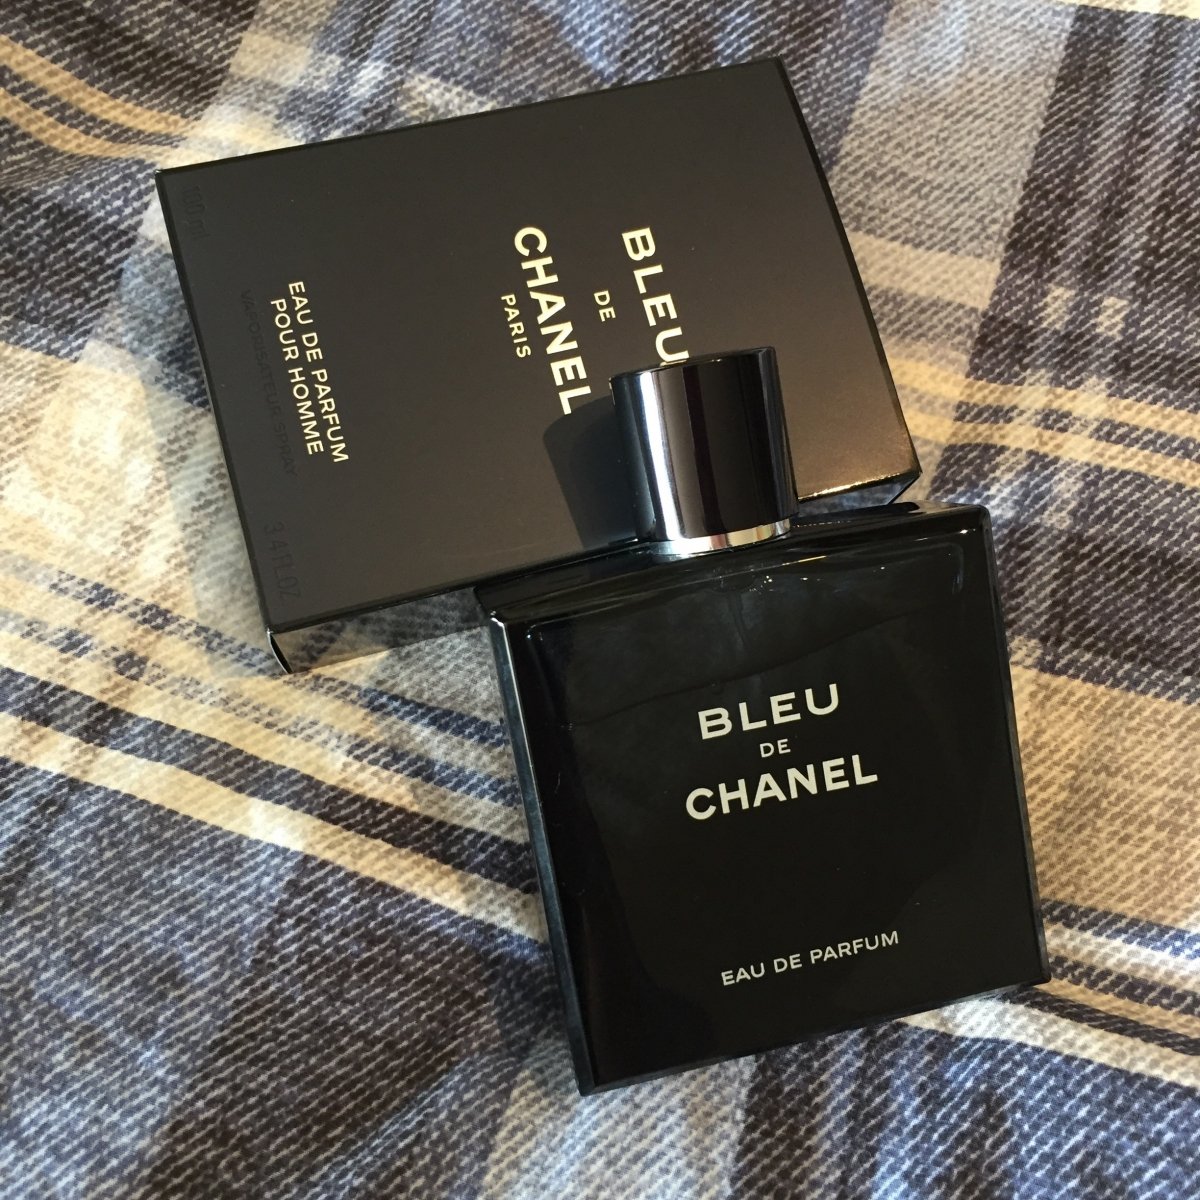 BLEU
DE
CHANEL
PARIS
EAU DE PARFUM
POUR HOMME
VAPORISATEUR SPRAY
100 ml
3.4 FL. OZ.
BLEU
DE
CHANEL
EAU DE PARFUM